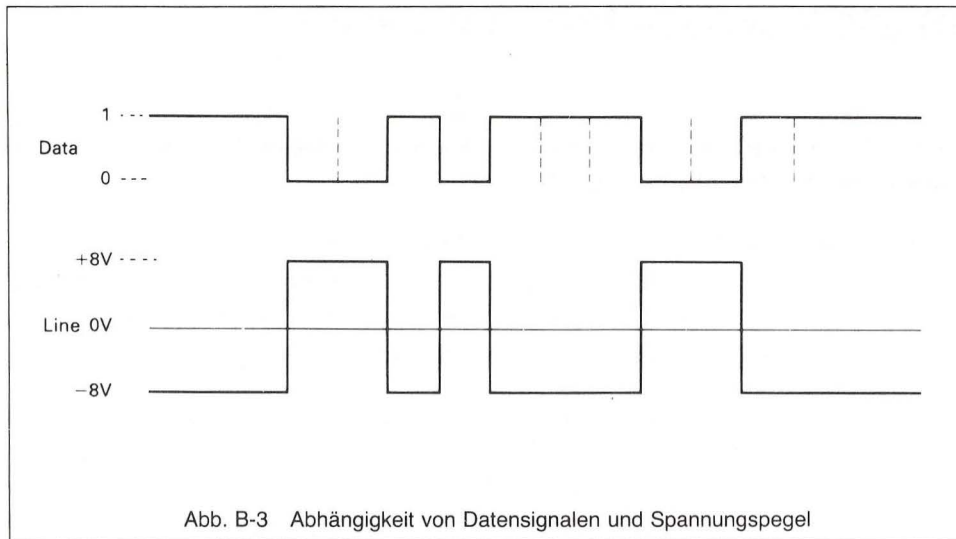 1
Data
0
+8V
Line 0V
−8V
Abb. B-3 Abhängigkeit von Datensignalen und Spannungspegel